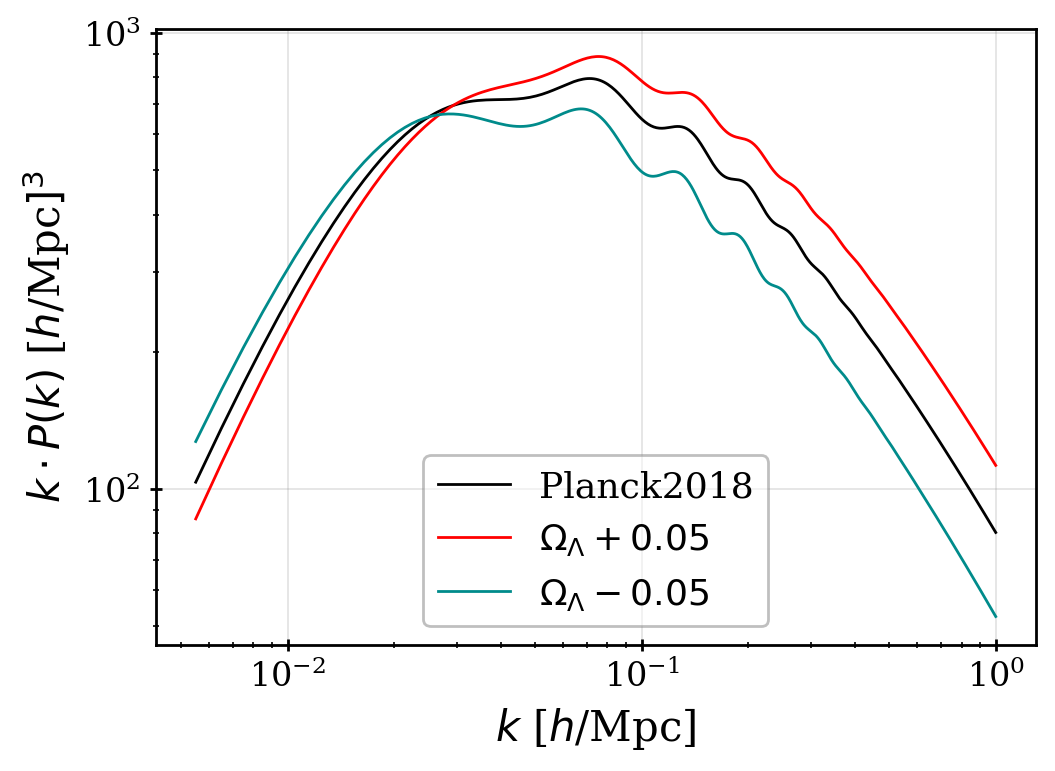 10³
10²
k · P(k) [h/Mpc]³
Planck2018
Ω_Λ + 0.05
Ω_Λ − 0.05
10⁻² 10⁻¹ 10⁰
k [h/Mpc]